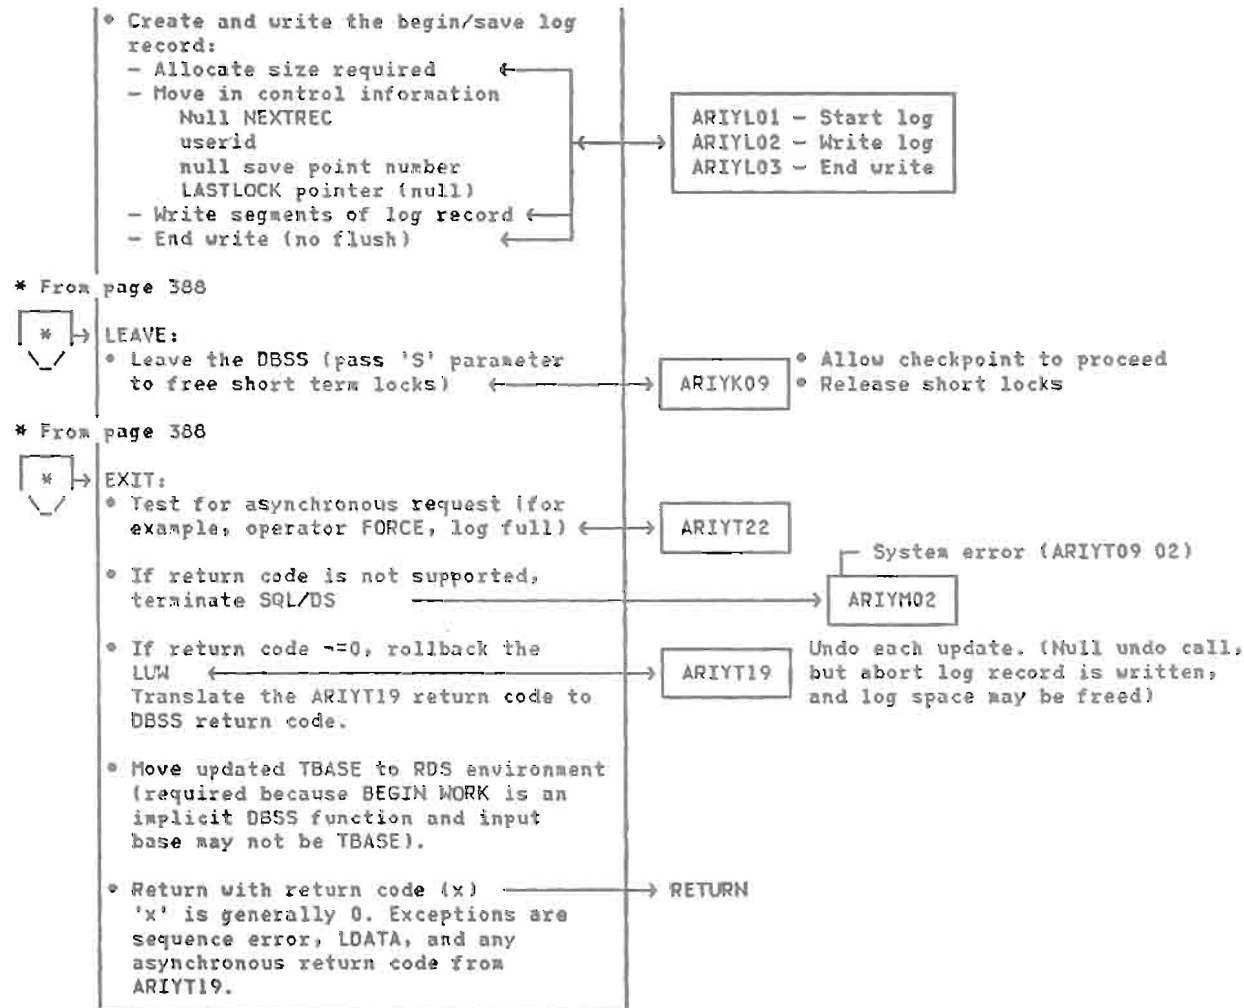 • Create and write the begin/save log
record:
- Allocate size required
- Move in control information
Null NEXTREC
userid
null save point number
LASTLOCK pointer (null)
- Write segments of log record
- End write (no flush)
ARIYL01 - Start log
ARIYL02 - Write log
ARIYL03 - End write
* From page 388
*
LEAVE:
• Leave the DBSS (pass 'S' parameter
to free short term locks)
ARIYK09
• Allow checkpoint to proceed
• Release short locks
* From page 388
*
EXIT:
• Test for asynchronous request (for
example, operator FORCE, log full)
ARIYT22
• If return code is not supported,
terminate SQL/DS
System error (ARIYT09 02)
ARIYM02
• If return code ¬=0, rollback the
LUW
Translate the ARIYT19 return code to
DBSS return code.
ARIYT19
Undo each update. (Null undo call,
but abort log record is written,
and log space may be freed)
• Move updated TBASE to RDS environment
(required because BEGIN WORK is an
implicit DBSS function and input
base may not be TBASE).
• Return with return code (x)
RETURN
'x' is generally 0. Exceptions are
sequence error, LDATA, and any
asynchronous return code from
ARIYT19.